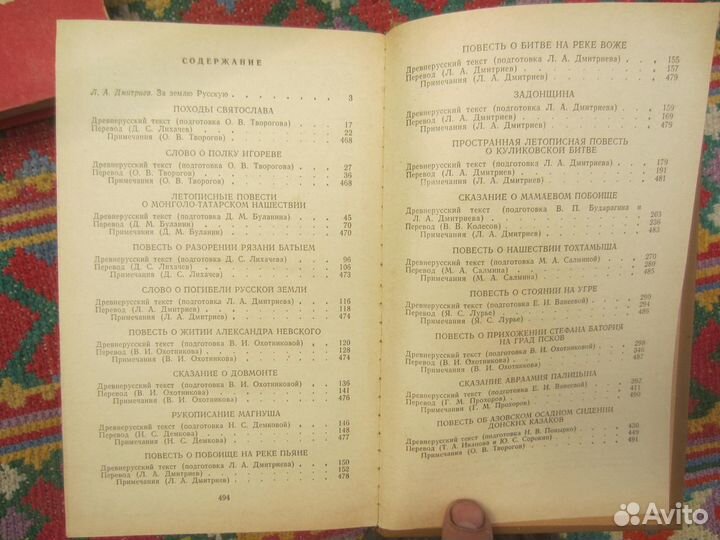 СОДЕРЖАНИЕ
Л. А. Дмитриев. За землю Русскую . . . . . . . . 3
ПОХОДЫ СВЯТОСЛАВА
Древнерусский текст (подготовка О. В. Творогова) . . . 17
Перевод (Д. С. Лихачев) . . . 22
Примечания (О. В. Творогов) . . . 468
СЛОВО О ПОЛКУ ИГОРЕВЕ
Древнерусский текст (подготовка О. В. Творогова) . . . 27
Перевод (О. В. Творогов) . . . 36
Примечания (О. В. Творогов) . . . 468
ЛЕТОПИСНЫЕ ПОВЕСТИ
О МОНГОЛО-ТАТАРСКОМ НАШЕСТВИИ
Древнерусский текст (подготовка Д. М. Буланина) . . . 45
Перевод (Д. М. Буланин) . . . 70
Примечания (Д. М. Буланин) . . . 470
ПОВЕСТЬ О РАЗОРЕНИИ РЯЗАНИ БАТЫЕМ
Древнерусский текст (подготовка Д. С. Лихачева) . . . 96
Перевод (Д. С. Лихачев) . . . 106
Примечания (Д. С. Лихачев) . . . 473
СЛОВО О ПОГИБЕЛИ РУССКОЙ ЗЕМЛИ
Древнерусский текст (подготовка Л. А. Дмитриева) . . . 116
Перевод (Л. А. Дмитриев) . . . 118
Примечания (Л. А. Дмитриев) . . . 474
ПОВЕСТЬ О ЖИТИИ АЛЕКСАНДРА НЕВСКОГО
Древнерусский текст (подготовка В. И. Охотниковой) . . . 120
Перевод (В. И. Охотникова) . . . 128
Примечания (В. И. Охотникова) . . . 474
СКАЗАНИЕ О ДОВМОНТЕ
Древнерусский текст (подготовка В. И. Охотниковой) . . . 136
Перевод (В. И. Охотникова) . . . 141
Примечания (В. И. Охотникова) . . . 476
РУКОПИСАНИЕ МАГНУША
Древнерусский текст (подготовка Н. С. Демковой) . . . 146
Перевод (Н. С. Демкова) . . . 148
Примечания (Н. С. Демкова) . . . 477
ПОВЕСТЬ О ПОБОИЩЕ НА РЕКЕ ПЬЯНЕ
Древнерусский текст (подготовка Л. А. Дмитриева) . . . 150
Перевод (Л. А. Дмитриев) . . . 152
Примечания (Л. А. Дмитриев) . . . 478
494
ПОВЕСТЬ О БИТВЕ НА РЕКЕ ВОЖЕ
Древнерусский текст (подготовка Л. А. Дмитриева) . . . 155
Перевод (Л. А. Дмитриев) . . . 157
Примечания (Л. А. Дмитриев) . . . 479
ЗАДОНЩИНА
Древнерусский текст (подготовка Л. А. Дмитриева) . . . 159
Перевод (Л. А. Дмитриев) . . . 169
Примечания (Л. А. Дмитриев) . . . 479
ПРОСТРАННАЯ ЛЕТОПИСНАЯ ПОВЕСТЬ
О КУЛИКОВСКОЙ БИТВЕ
Древнерусский текст (подготовка Л. А. Дмитриева) . . . 179
Перевод (Л. А. Дмитриев) . . . 191
Примечания (Л. А. Дмитриев) . . . 481
СКАЗАНИЕ О МАМАЕВОМ ПОБОИЩЕ
Древнерусский текст (подготовка В. П. Бударагина и
Л. А. Дмитриева) . . . 203
Перевод (В. В. Колесов) . . . 236
Примечания (Л. А. Дмитриев) . . . 483
ПОВЕСТЬ О НАШЕСТВИИ ТОХТАМЫША
Древнерусский текст (подготовка М. А. Салминой) . . . 270
Перевод (М. А. Салмина) . . . 280
Примечания (М. А. Салмина) . . . 485
ПОВЕСТЬ О СТОЯНИИ НА УГРЕ
Древнерусский текст (подготовка Е. И. Ванеевой) . . . 290
Перевод (Я. С. Лурье) . . . 294
Примечания (Я. С. Лурье) . . . 486
ПОВЕСТЬ О ПРИХОЖЕНИИ СТЕФАНА БАТОРИЯ
НА ГРАД ПСКОВ
Древнерусский текст (подготовка В. И. Охотниковой) . . . 298
Перевод (В. И. Охотникова) . . . 346
Примечания (В. И. Охотникова) . . . 487
СКАЗАНИЕ АВРААМИЯ ПАЛИЦЫНА
Древнерусский текст (подготовка Е. И. Ванеевой) . . . 392
Перевод (Г. М. Прохоров) . . . 411
Примечания (Г. М. Прохоров) . . . 490
ПОВЕСТЬ ОБ АЗОВСКОМ ОСАДНОМ СИДЕНИИ
ДОНСКИХ КАЗАКОВ
Древнерусский текст (подготовка Н. В. Понырко) . . . 430
Перевод (Т. А. Иванова и Ю. С. Сорокин) . . . 449
Примечания (О. В. Творогов) . . . 491
Avito